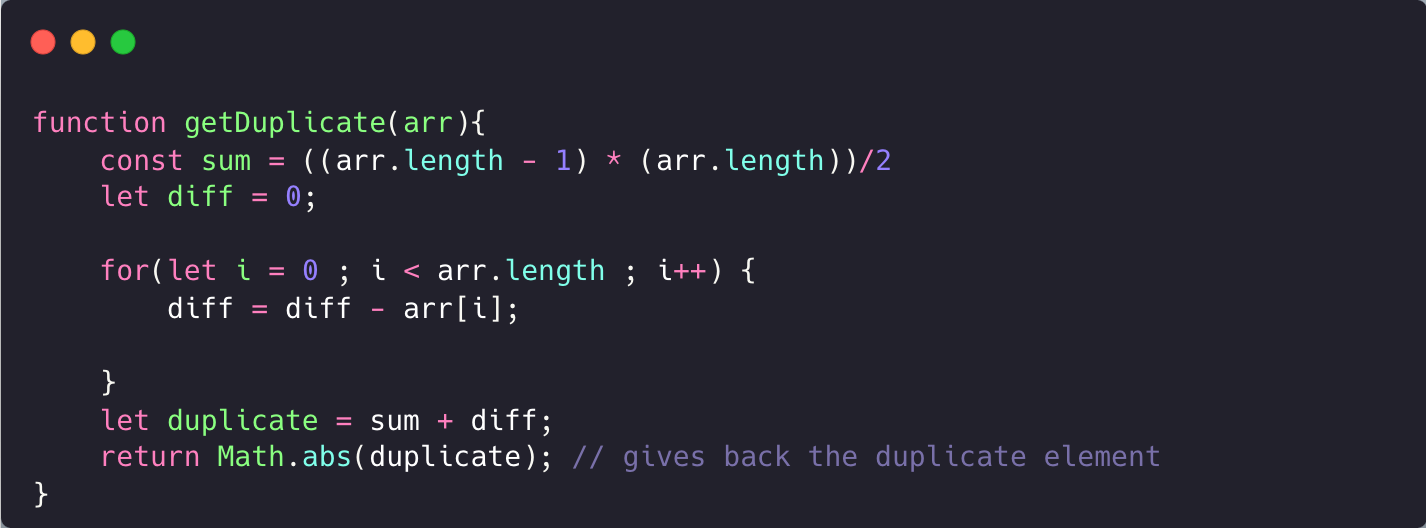 function getDuplicate(arr){
    const sum = ((arr.length - 1) * (arr.length))/2
    let diff = 0;
    for(let i = 0 ; i < arr.length ; i++) {
        diff = diff - arr[i];
    }
    let duplicate = sum + diff;
    return Math.abs(duplicate); // gives back the duplicate element
}